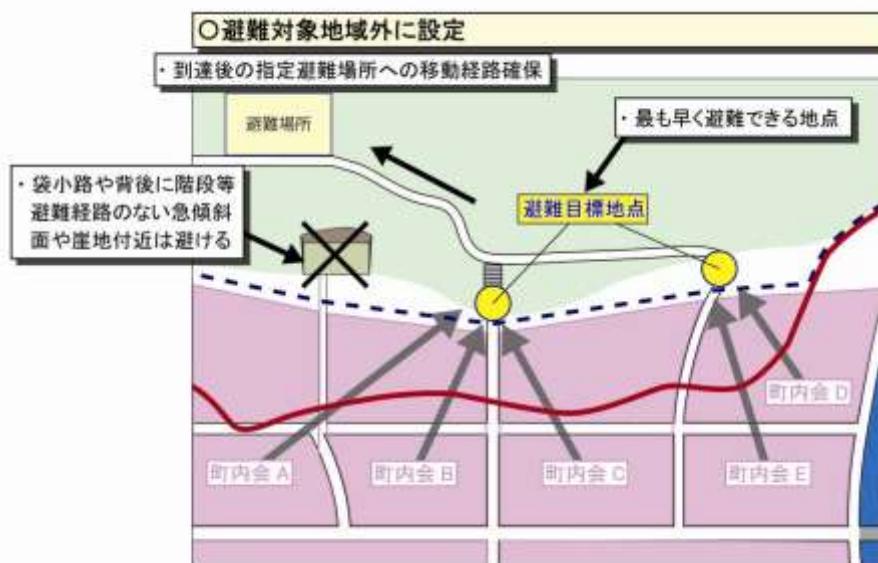 ○避難対象地域外に設定
・到達後の指定避難場所への移動経路確保
避難場所
・最も早く避難できる地点
・袋小路や背後に階段等
避難経路のない急傾斜
面や崖地付近は避ける
避難目標地点
町内会 D
町内会 A
町内会 B
町内会 C
町内会 E